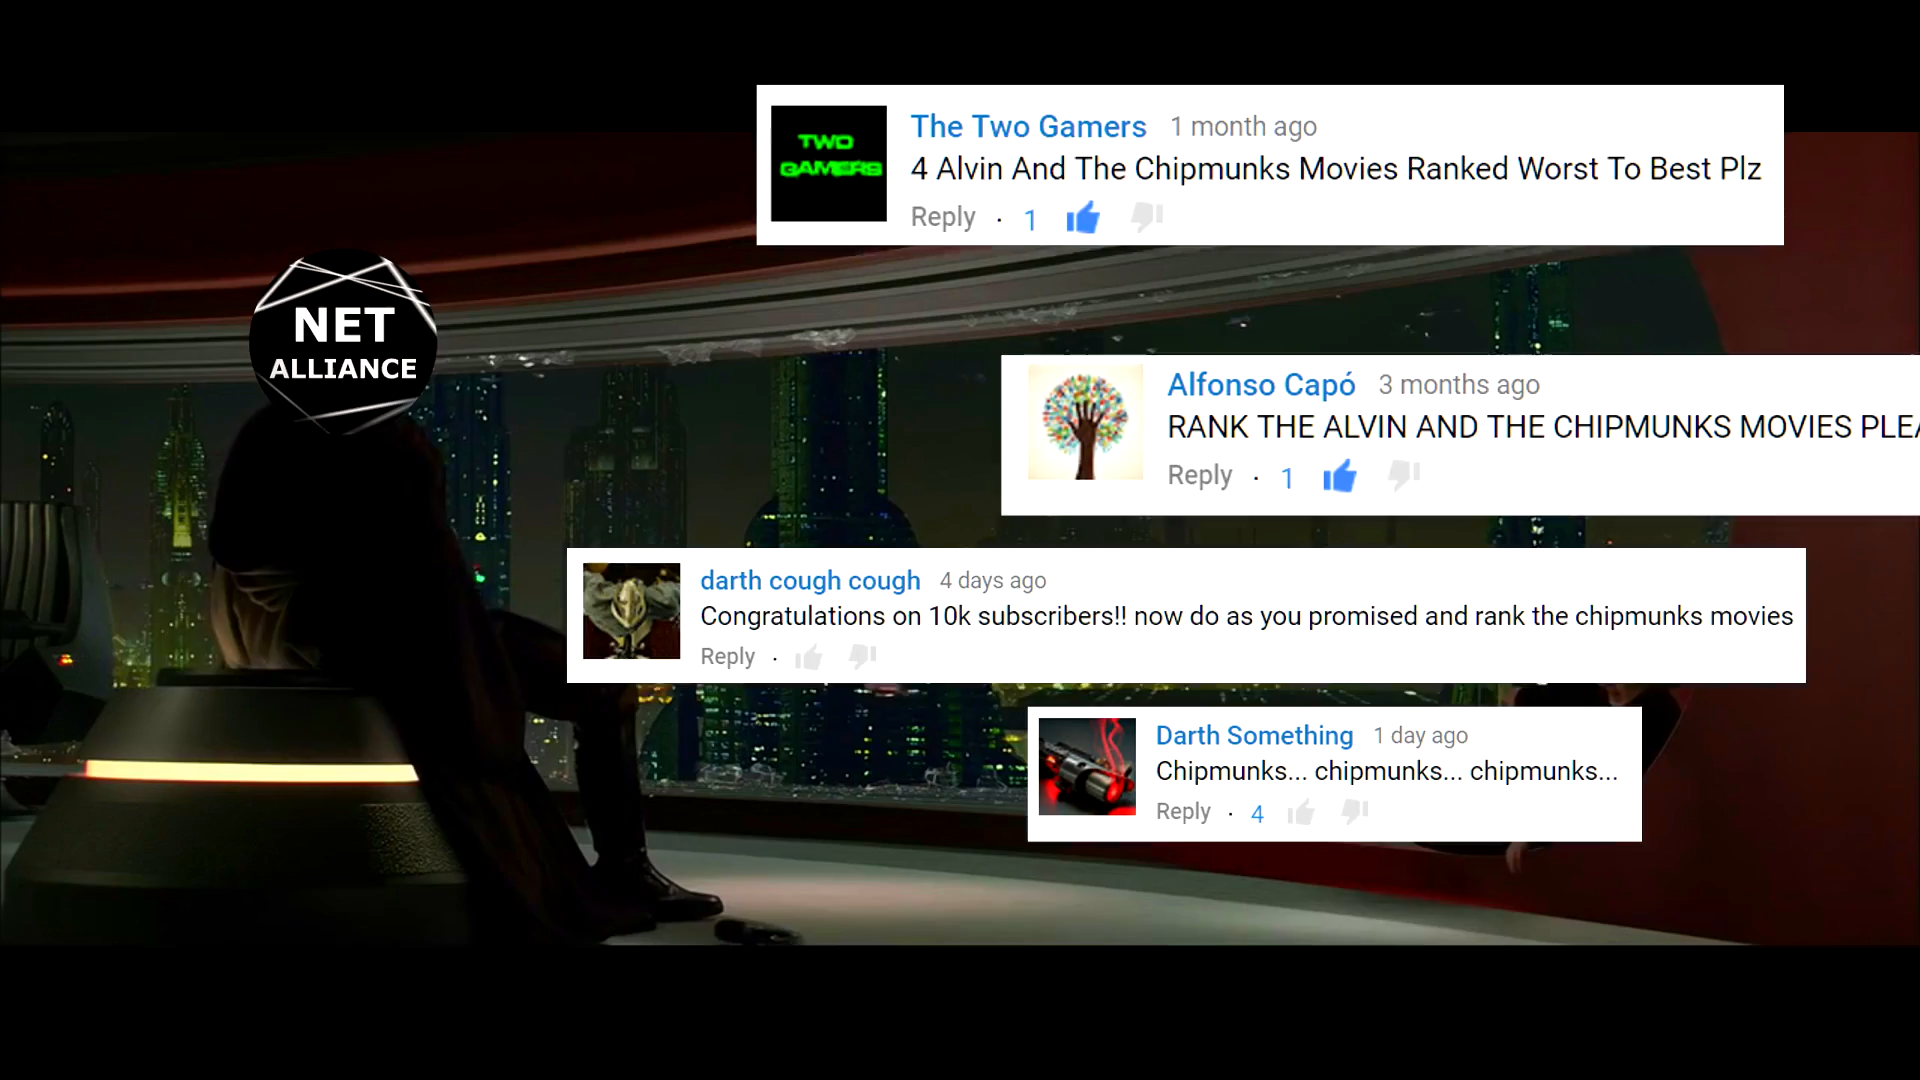 TWO
GAMERS
The Two Gamers 1 month ago
4 Alvin And The Chipmunks Movies Ranked Worst To Best Plz
Reply · 1
NET
ALLIANCE
Alfonso Capó 3 months ago
RANK THE ALVIN AND THE CHIPMUNKS MOVIES PLEA
Reply · 1
darth cough cough 4 days ago
Congratulations on 10k subscribers!! now do as you promised and rank the chipmunks movies
Reply ·
Darth Something 1 day ago
Chipmunks... chipmunks... chipmunks...
Reply · 4